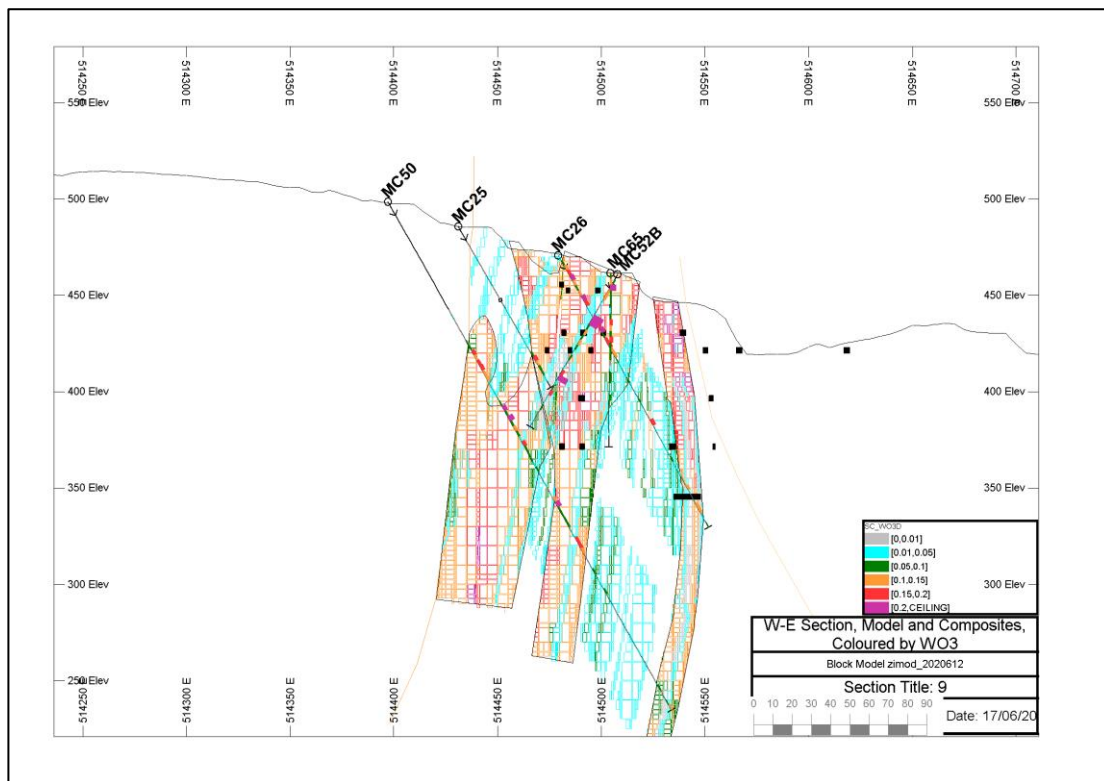 514250 E
514300 E
514350 E
514400 E
514450 E
514500 E
514550 E
514600 E
514650 E
514700 E
550 Elev
550 Elev
500 Elev
500 Elev
MC50
MC25
MC26
MC65
MC52B
450 Elev
450 Elev
400 Elev
400 Elev
350 Elev
350 Elev
300 Elev
300 Elev
250 Elev
SC_WO3D
[0,0.01]
[0.01,0.05]
[0.05,0.1]
[0.1,0.15]
[0.15,0.2]
[0.2,CEILING]
W-E Section, Model and Composites,
Coloured by WO3
Block Model zimod_2020612
Section Title: 9
0 10 20 30 40 50 60 70 80 90
Date: 17/06/20
514250 E
514300 E
514350 E
514400 E
514450 E
514500 E
514550 E